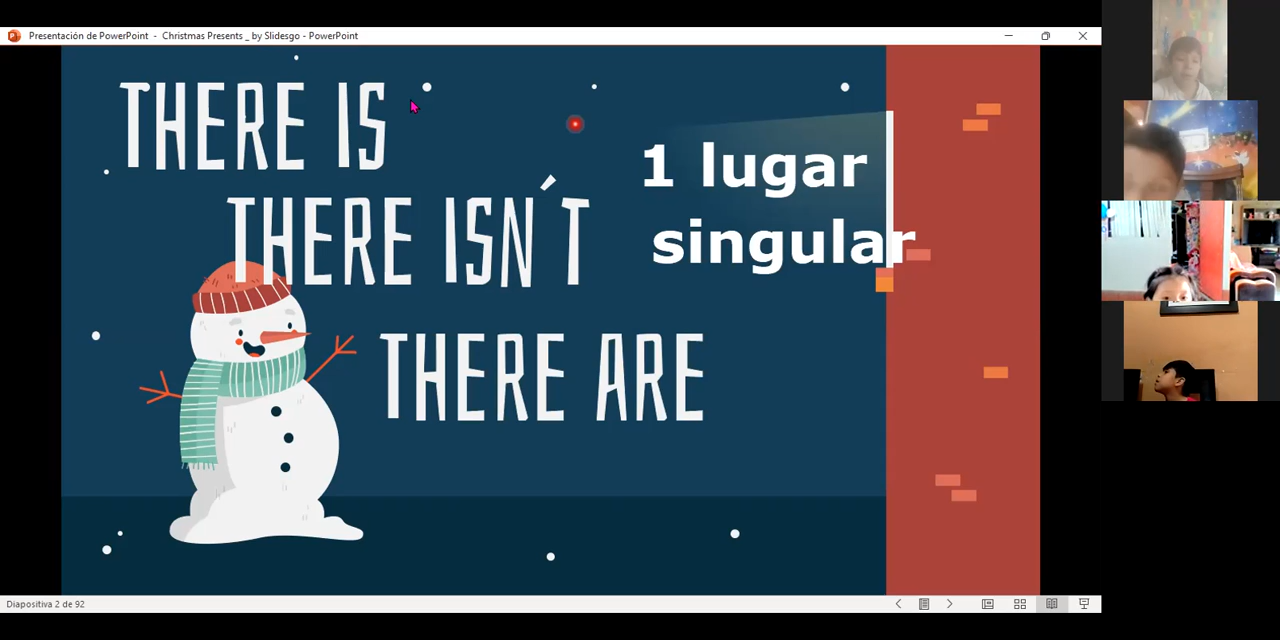 Presentación de PowerPoint - Christmas Presents _ by Slidesgo - PowerPoint
THERE IS
1 lugar
THERE ISN´T
singular
THERE ARE
Diapositiva 2 de 92